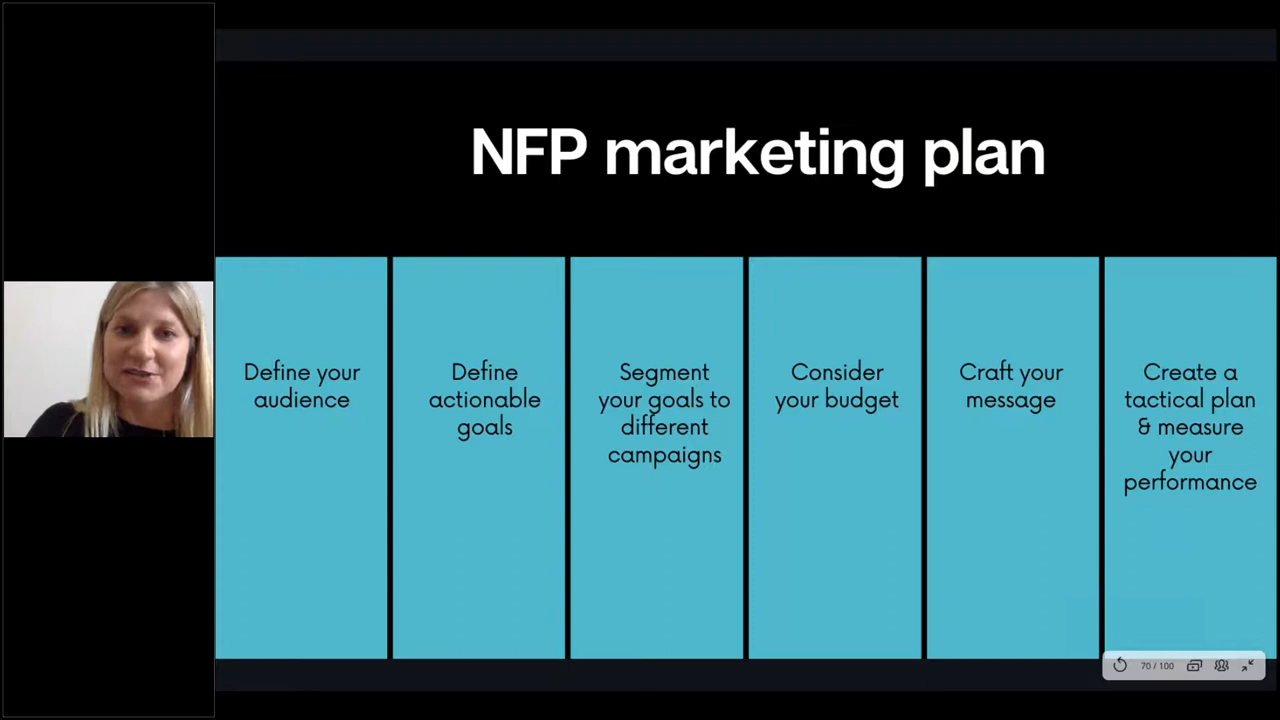 NFP marketing plan
Define your
audience
Define
actionable
goals
Segment
your goals to
different
campaigns
Consider
your budget
Craft your
message
Create a
tactical plan
& measure
your
performance
70 / 100